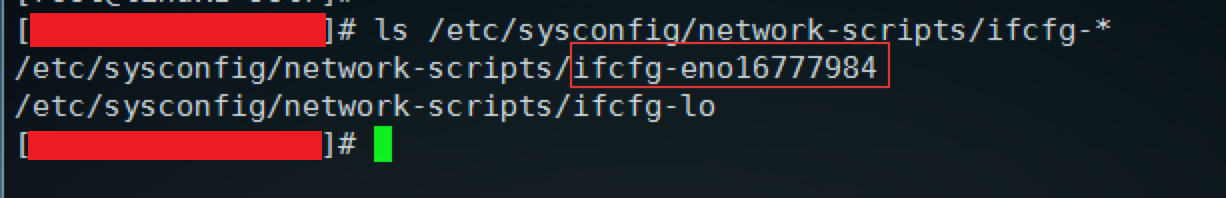 [ ]# ls /etc/sysconfig/network-scripts/ifcfg-*
/etc/sysconfig/network-scripts/ifcfg-eno16777984
/etc/sysconfig/network-scripts/ifcfg-lo
[ ]#